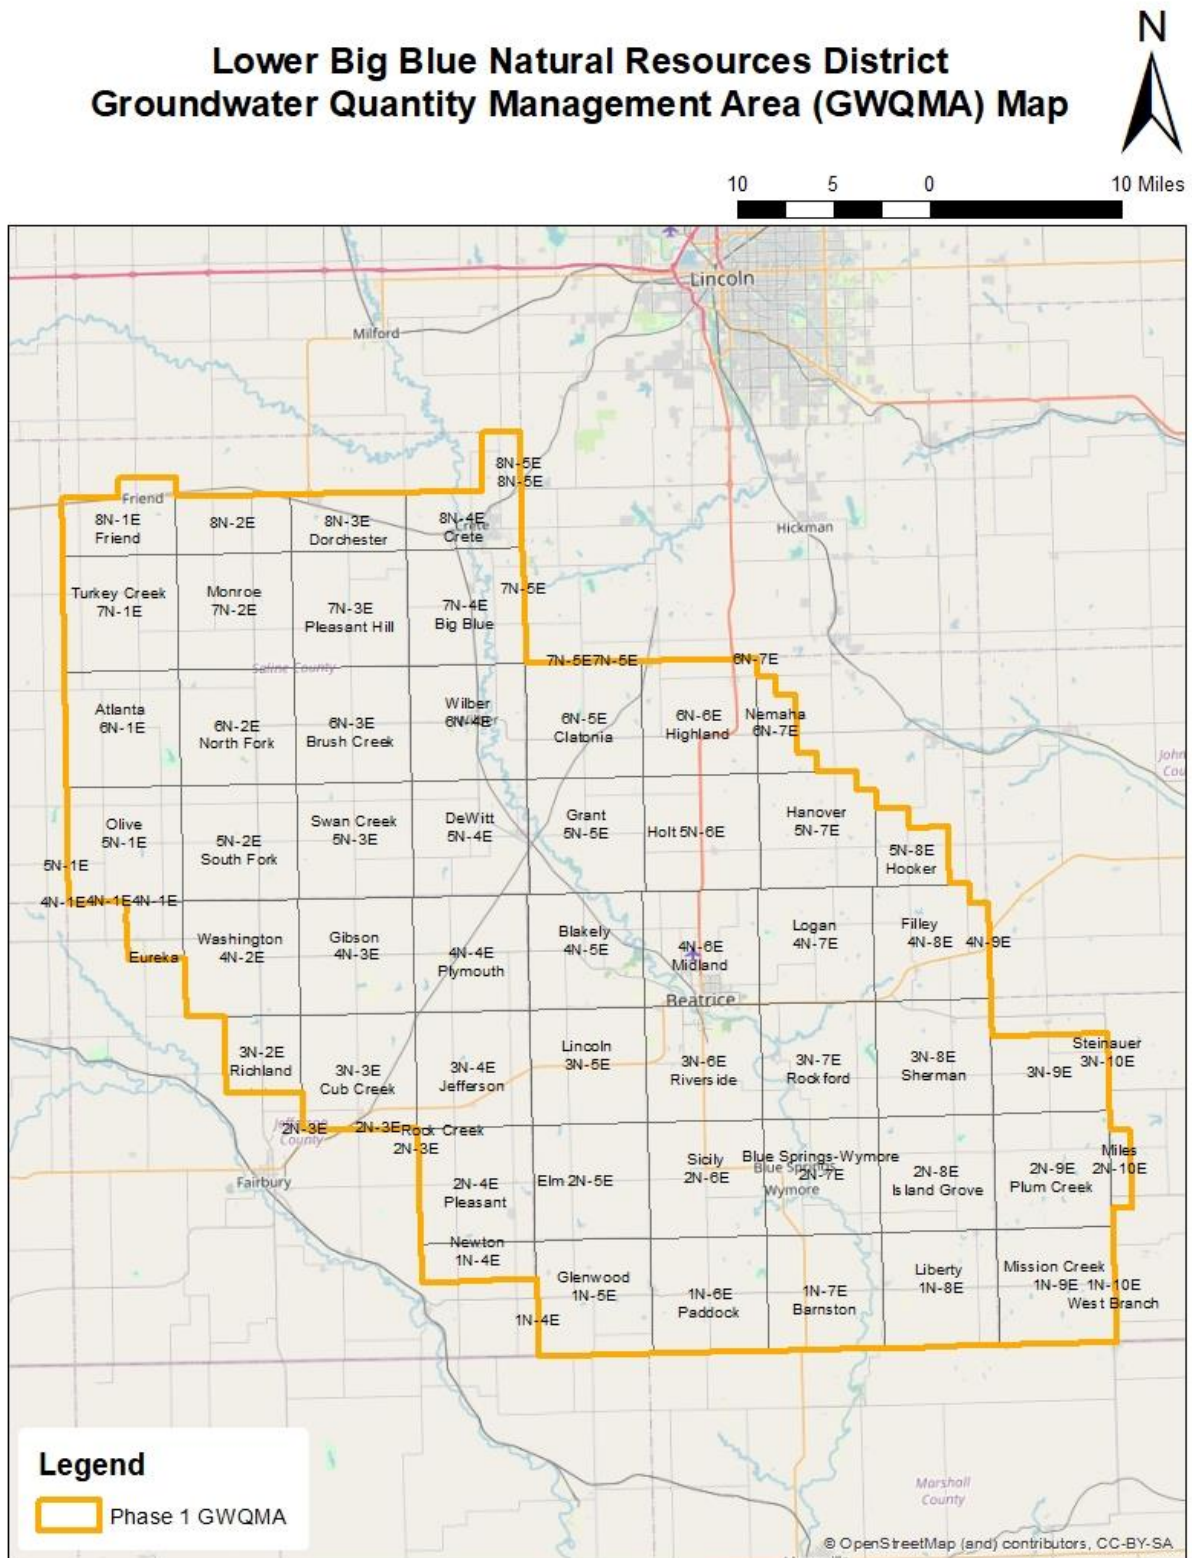 N
Lower Big Blue Natural Resources District
Groundwater Quantity Management Area (GWQMA) Map
10 5 0 10 Miles
Lincoln
Milford
8N-5E
8N-5E
Friend
8N-1E
Friend
8N-2E
8N-3E
Dorchester
8N-4E
Crete
Crete
Hickman
Turkey Creek
7N-1E
Monroe
7N-2E
7N-3E
Pleasant Hill
7N-4E
Big Blue
7N-5E
Saline County
7N-5E
7N-5E
6N-7E
Atlanta
6N-1E
6N-2E
North Fork
6N-3E
Brush Creek
Wilber
6N-4E
Wilber
6N-5E
Clatonia
6N-6E
Highland
Nemaha
6N-7E
Olive
5N-1E
5N-2E
South Fork
Swan Creek
5N-3E
DeWitt
5N-4E
Grant
5N-5E
Holt 5N-6E
Hanover
5N-7E
5N-8E
Hooker
5N-1E
4N-1E
4N-1E
4N-1E
Eureka
Washington
4N-2E
Gibson
4N-3E
4N-4E
Plymouth
Blakely
4N-5E
4N-6E
Midland
Logan
4N-7E
Filley
4N-8E
4N-9E
Beatrice
3N-2E
Richland
3N-3E
Cub Creek
3N-4E
Jefferson
Lincoln
3N-5E
3N-6E
Riverside
3N-7E
Rockford
3N-8E
Sherman
3N-9E
Steinauer
3N-10E
Jefferson
County
2N-3E
2N-3E
Rock Creek
2N-3E
Fairbury
2N-4E
Pleasant
Elm 2N-5E
Sicily
2N-6E
Blue Springs-Wymore
2N-7E
Blue Springs
Wymore
2N-8E
Island Grove
2N-9E
Plum Creek
Miles
2N-10E
Newton
1N-4E
1N-4E
Glenwood
1N-5E
1N-6E
Paddock
1N-7E
Barnston
Liberty
1N-8E
Mission Creek
1N-9E
1N-10E
West Branch
Marshall
County
Legend
Phase 1 GWQMA
© OpenStreetMap (and) contributors, CC-BY-SA